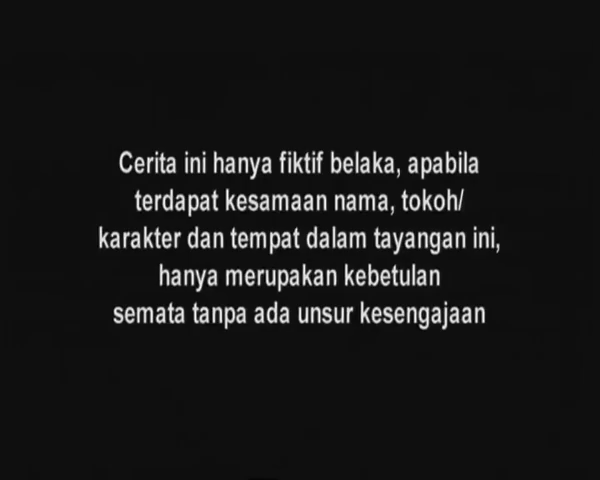 Cerita ini hanya fiktif belaka, apabila
terdapat kesamaan nama, tokoh/
karakter dan tempat dalam tayangan ini,
hanya merupakan kebetulan
semata tanpa ada unsur kesengajaan